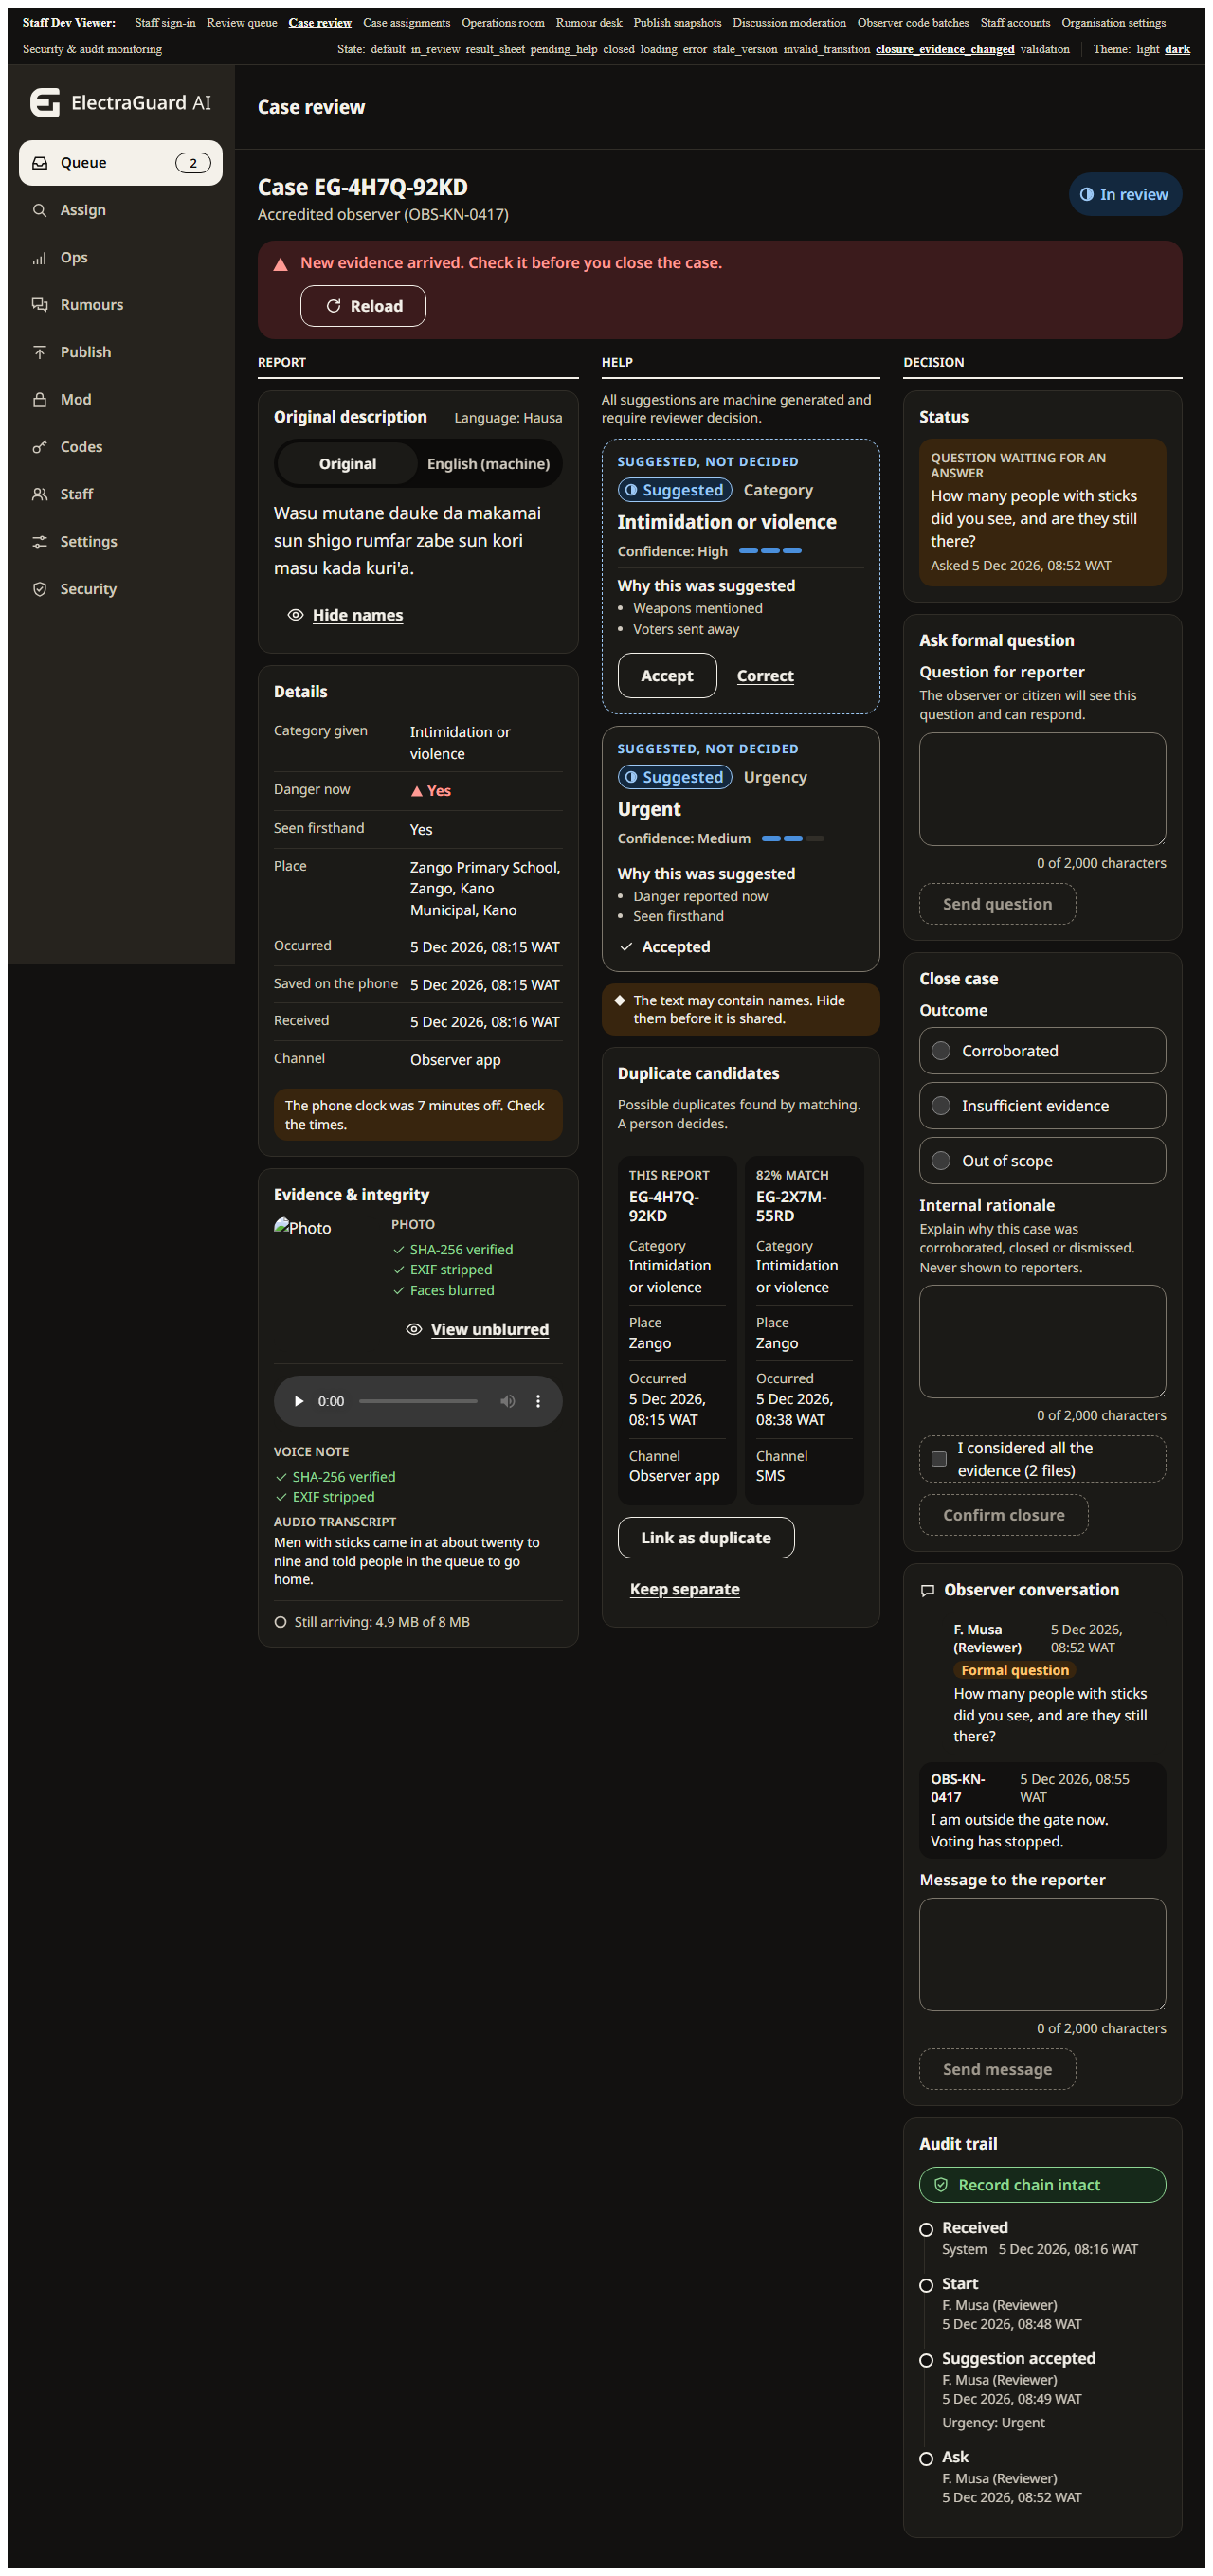 Staff Dev Viewer: Staff sign-in Review queue Case review Case assignments Operations room Rumour desk Publish snapshots Discussion moderation Observer code batches Staff accounts Organisation settings
Security & audit monitoring
State: default in_review result_sheet pending_help closed loading error stale_version invalid_transition closure_evidence_changed validation Theme: light dark
ElectraGuard AI
Queue 2
Assign
Ops
Rumours
Publish
Mod
Codes
Staff
Settings
Security
Case review
Case EG-4H7Q-92KD
Accredited observer (OBS-KN-0417)
In review
New evidence arrived. Check it before you close the case.
Reload
REPORT
Original description Language: Hausa
Original English (machine)
Wasu mutane dauke da makamai
sun shigo rumfar zabe sun kori
masu kada kuri'a.
Hide names
Details
Category given Intimidation or
violence
Danger now Yes
Seen firsthand Yes
Place Zango Primary School,
Zango, Kano
Municipal, Kano
Occurred 5 Dec 2026, 08:15 WAT
Saved on the phone 5 Dec 2026, 08:15 WAT
Received 5 Dec 2026, 08:16 WAT
Channel Observer app
The phone clock was 7 minutes off. Check
the times.
Evidence & integrity
Photo
PHOTO
SHA-256 verified
EXIF stripped
Faces blurred
View unblurred
0:00
VOICE NOTE
SHA-256 verified
EXIF stripped
AUDIO TRANSCRIPT
Men with sticks came in at about twenty to
nine and told people in the queue to go
home.
Still arriving: 4.9 MB of 8 MB
HELP
All suggestions are machine generated and
require reviewer decision.
SUGGESTED, NOT DECIDED
Suggested Category
Intimidation or violence
Confidence: High
Why this was suggested
Weapons mentioned
Voters sent away
Accept Correct
SUGGESTED, NOT DECIDED
Suggested Urgency
Urgent
Confidence: Medium
Why this was suggested
Danger reported now
Seen firsthand
Accepted
The text may contain names. Hide
them before it is shared.
Duplicate candidates
Possible duplicates found by matching.
A person decides.
THIS REPORT
EG-4H7Q-
92KD
Category
Intimidation
or violence
Place
Zango
Occurred
5 Dec 2026,
08:15 WAT
Channel
Observer app
82% MATCH
EG-2X7M-
55RD
Category
Intimidation
or violence
Place
Zango
Occurred
5 Dec 2026,
08:38 WAT
Channel
SMS
Link as duplicate
Keep separate
DECISION
Status
QUESTION WAITING FOR AN
ANSWER
How many people with sticks
did you see, and are they still
there?
Asked 5 Dec 2026, 08:52 WAT
Ask formal question
Question for reporter
The observer or citizen will see this
question and can respond.
0 of 2,000 characters
Send question
Close case
Outcome
Corroborated
Insufficient evidence
Out of scope
Internal rationale
Explain why this case was
corroborated, closed or dismissed.
Never shown to reporters.
0 of 2,000 characters
I considered all the
evidence (2 files)
Confirm closure
Observer conversation
F. Musa
(Reviewer)
5 Dec 2026,
08:52 WAT
Formal question
How many people with sticks
did you see, and are they still
there?
OBS-KN-
0417
5 Dec 2026, 08:55
WAT
I am outside the gate now.
Voting has stopped.
Message to the reporter
0 of 2,000 characters
Send message
Audit trail
Record chain intact
Received
System 5 Dec 2026, 08:16 WAT
Start
F. Musa (Reviewer)
5 Dec 2026, 08:48 WAT
Suggestion accepted
F. Musa (Reviewer)
5 Dec 2026, 08:49 WAT
Urgency: Urgent
Ask
F. Musa (Reviewer)
5 Dec 2026, 08:52 WAT